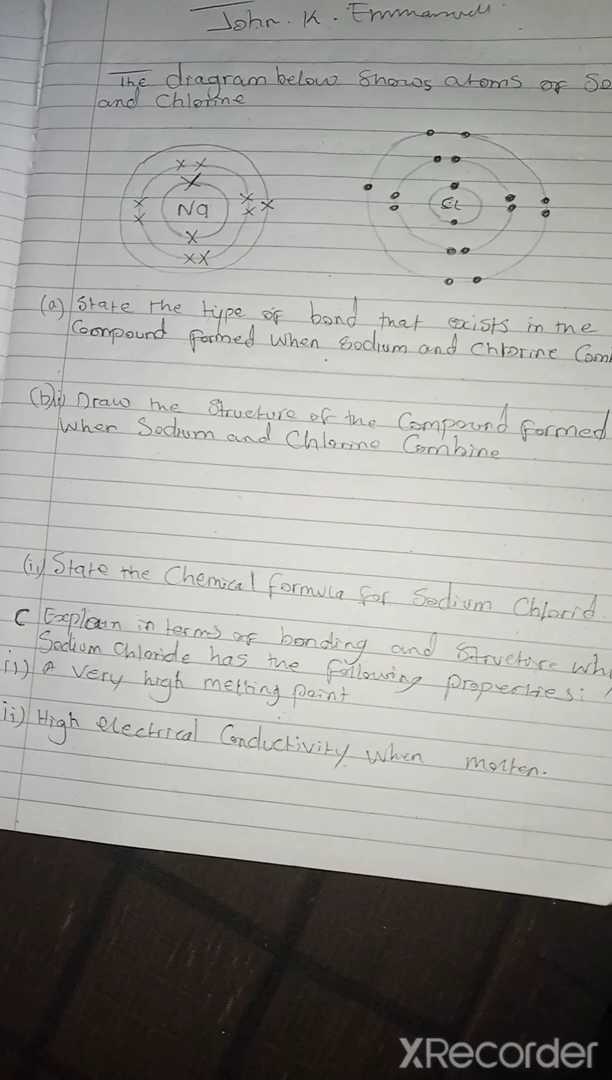 John. K. Emmanuel
The diagram below shows atoms of So
and Chlorine
Na
CL
(a) State the type of bond that exists in the
Compound formed when Sodium and Chlorine Com
(b)i) Draw the Structure of the Compound formed
When Sodium and Chlorine Combine
(ii) State the Chemical formula for Sodium Chlorid.
C Explain in terms of bonding and Structure wh
Sodium Chloride has the following properties:
(i) A very high melting point
ii) High electrical Conductivity When molten.
XRecorder